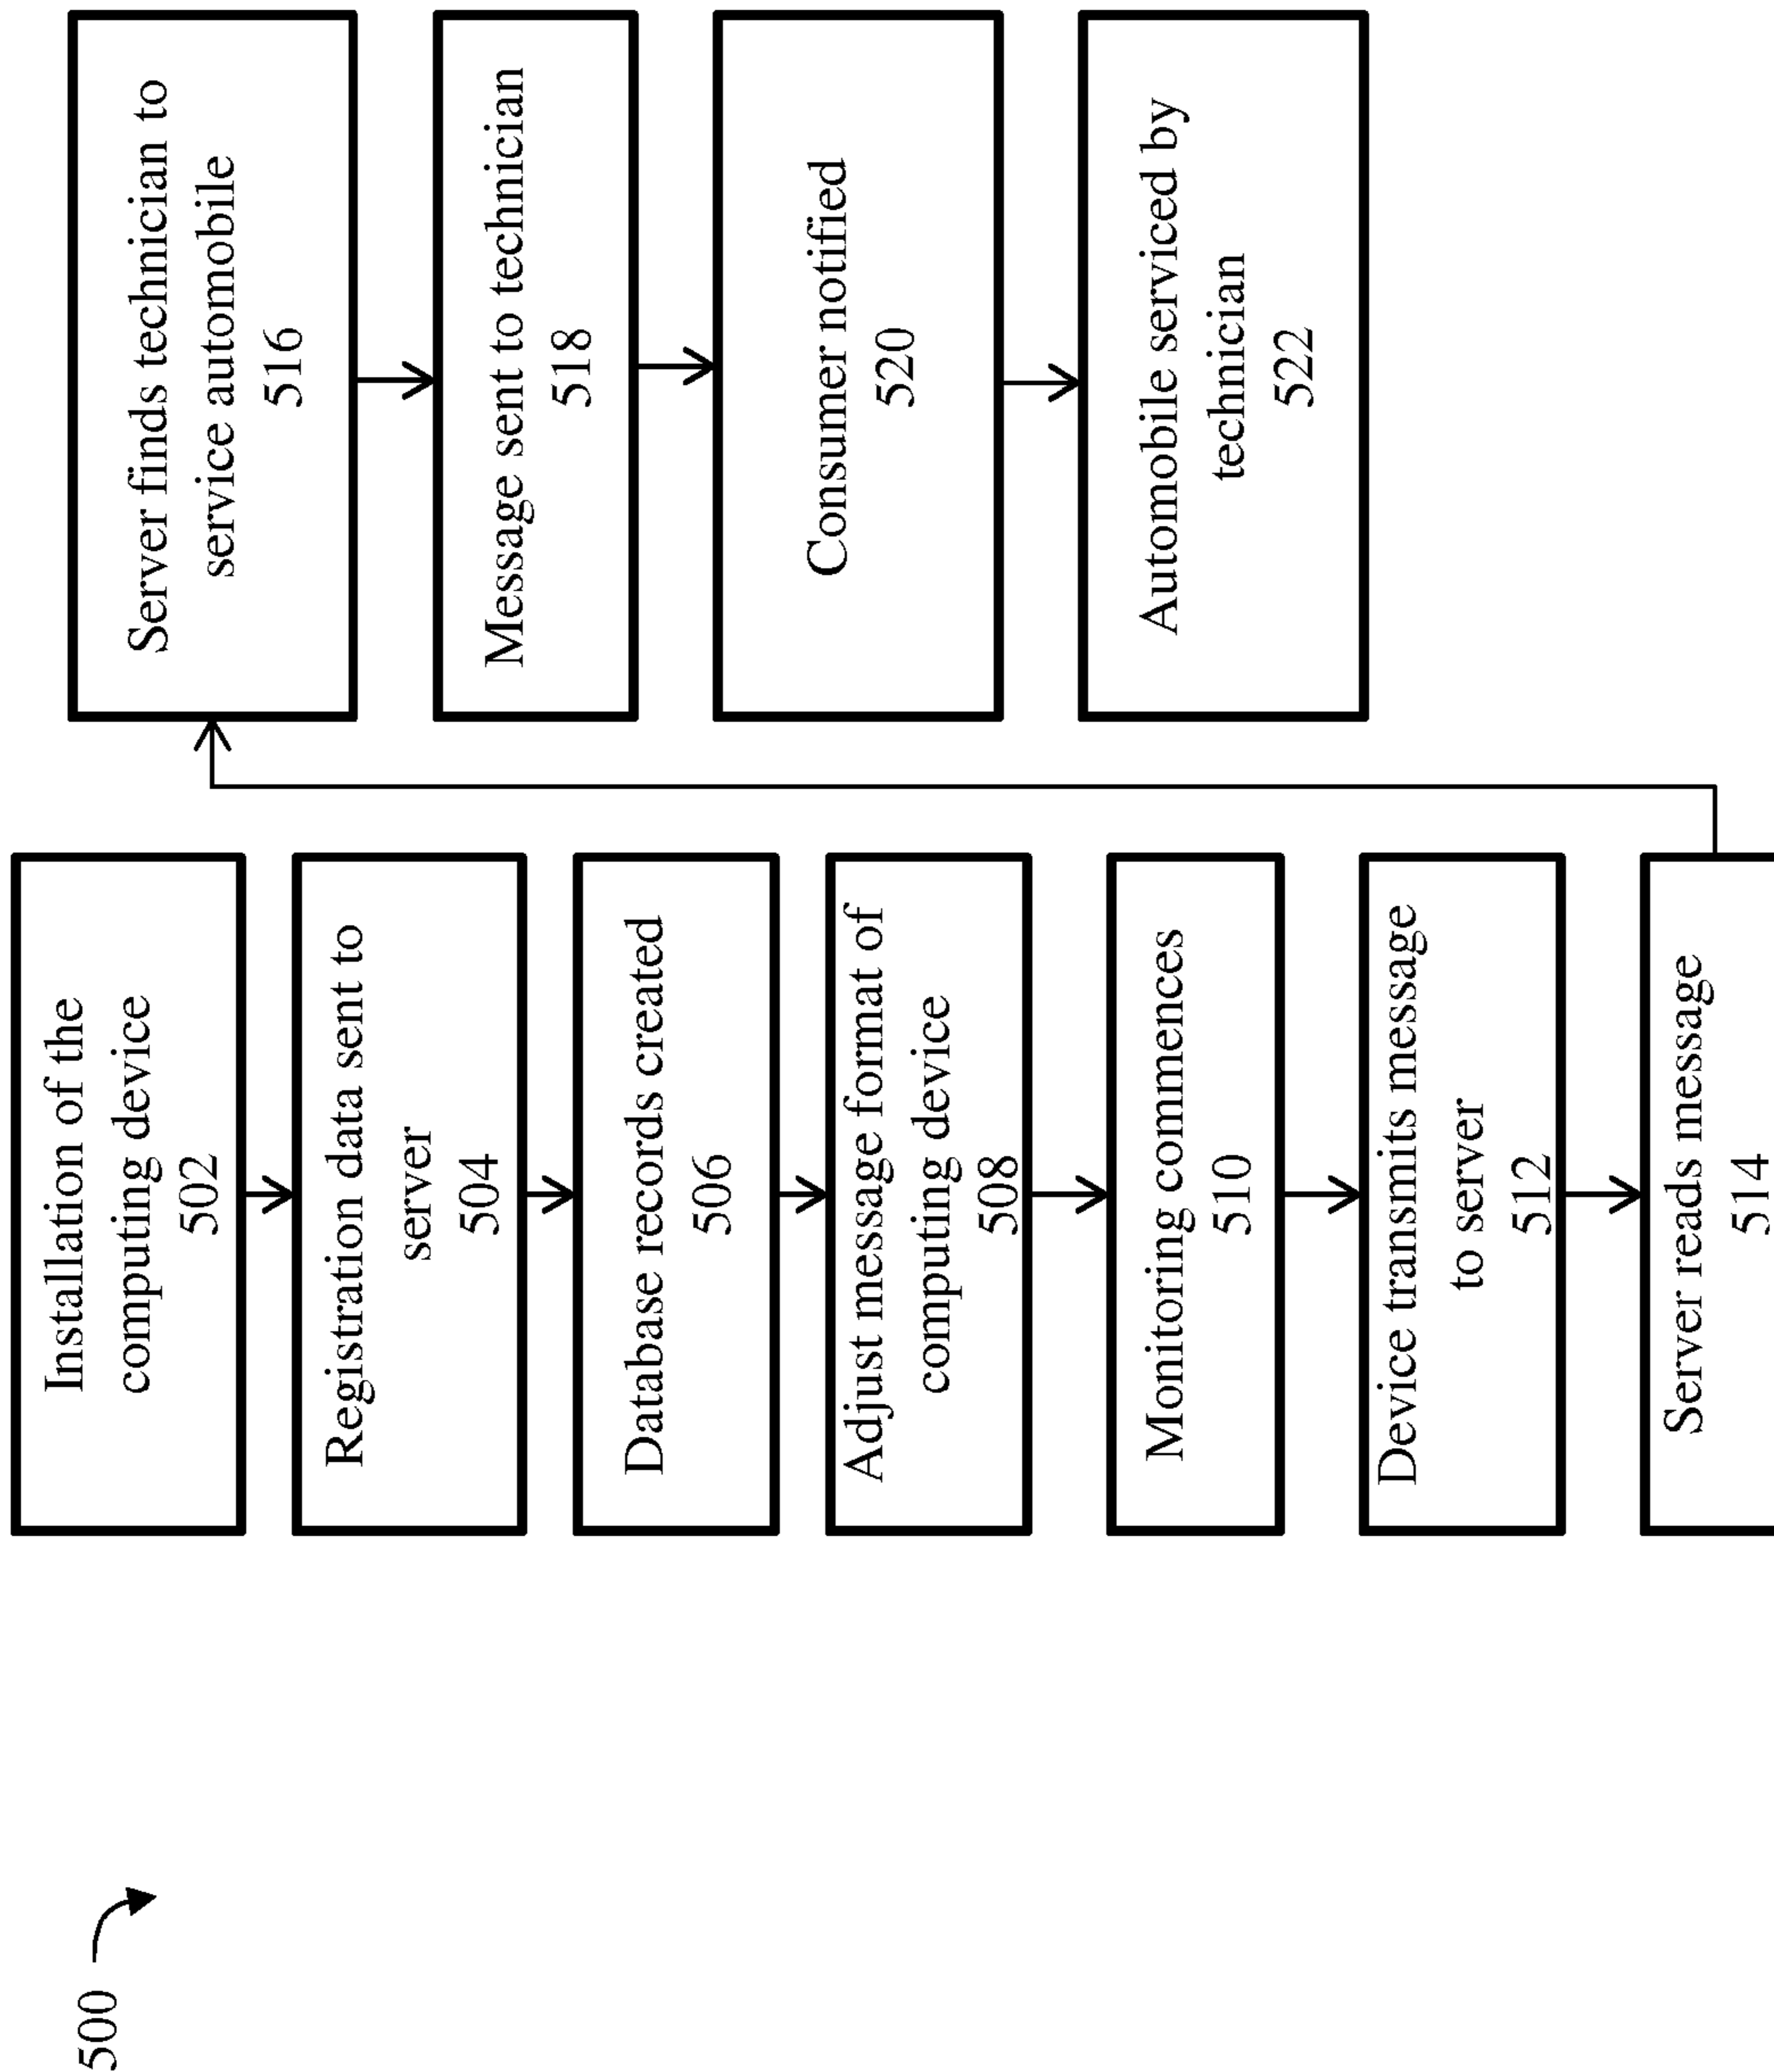 500
Installation of the
computing device
502
Registration data sent to
server
504
Database records created
506
Adjust message format of
computing device
508
Monitoring commences
510
Device transmits message
to server
512
Server reads message
514
Server finds technician to
service automobile
516
Message sent to technician
518
Consumer notified
520
Automobile serviced by
technician
522